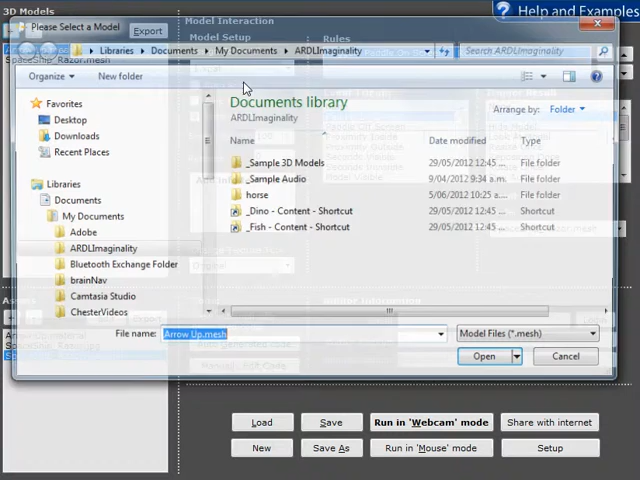 3D Models
Model Interaction
Help and Examples
Please Select a Model
Export
Model Setup
Rules
Libraries
Documents
My Documents
ARDLImaginality
Search ARDLImaginality
SpaceShip_Razor.mesh
Organize
New folder
Favorites
Desktop
Downloads
Recent Places
Libraries
Documents
My Documents
Adobe
ARDLImaginality
Bluetooth Exchange Folder
brainNav
Camtasia Studio
ChesterVideos
Documents library
ARDLImaginality
Arrange by: Folder
Name
Date modified
Type
_Sample 3D Models
29/05/2012 12:45 ...
File folder
_Sample Audio
9/04/2012 9:34 a.m.
File folder
horse
5/06/2012 10:25 a...
File folder
_Dino - Content - Shortcut
29/05/2012 12:45 ...
Shortcut
_Fish - Content - Shortcut
29/05/2012 12:45 ...
Shortcut
File name:
Arrow Up.mesh
Model Files (*.mesh)
Open
Cancel
Load
Save
Run in 'Webcam' mode
Share with internet
New
Save As
Run in 'Mouse' mode
Setup